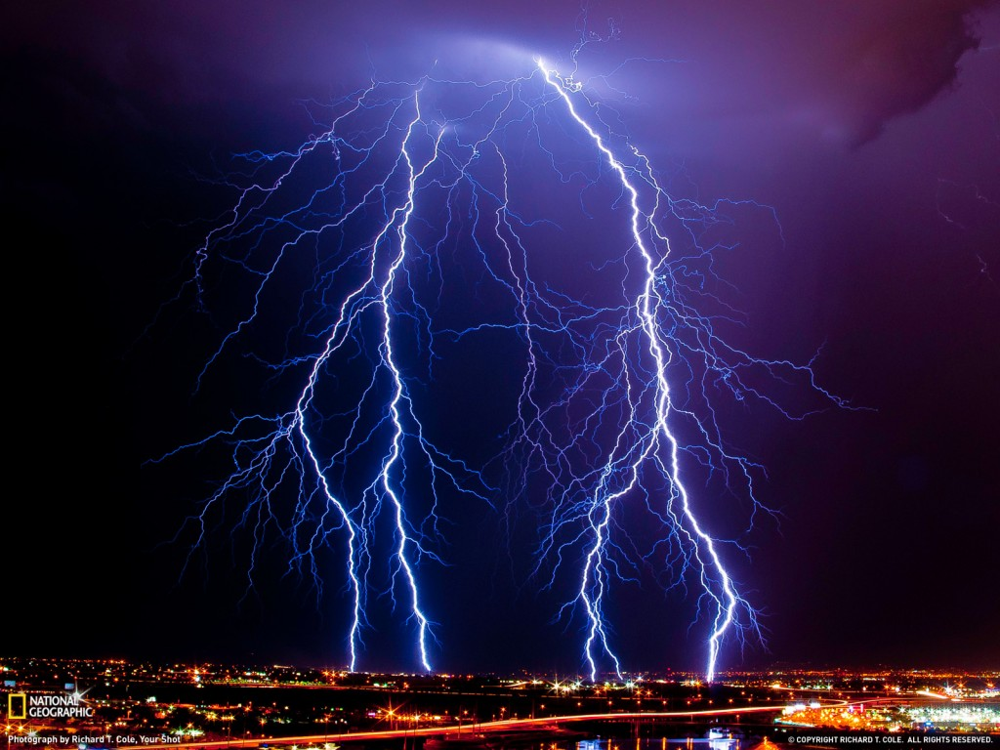 NATIONAL
GEOGRAPHIC
Photograph by Richard T. Cole, Your Shot
© COPYRIGHT RICHARD T. COLE. ALL RIGHTS RESERVED.